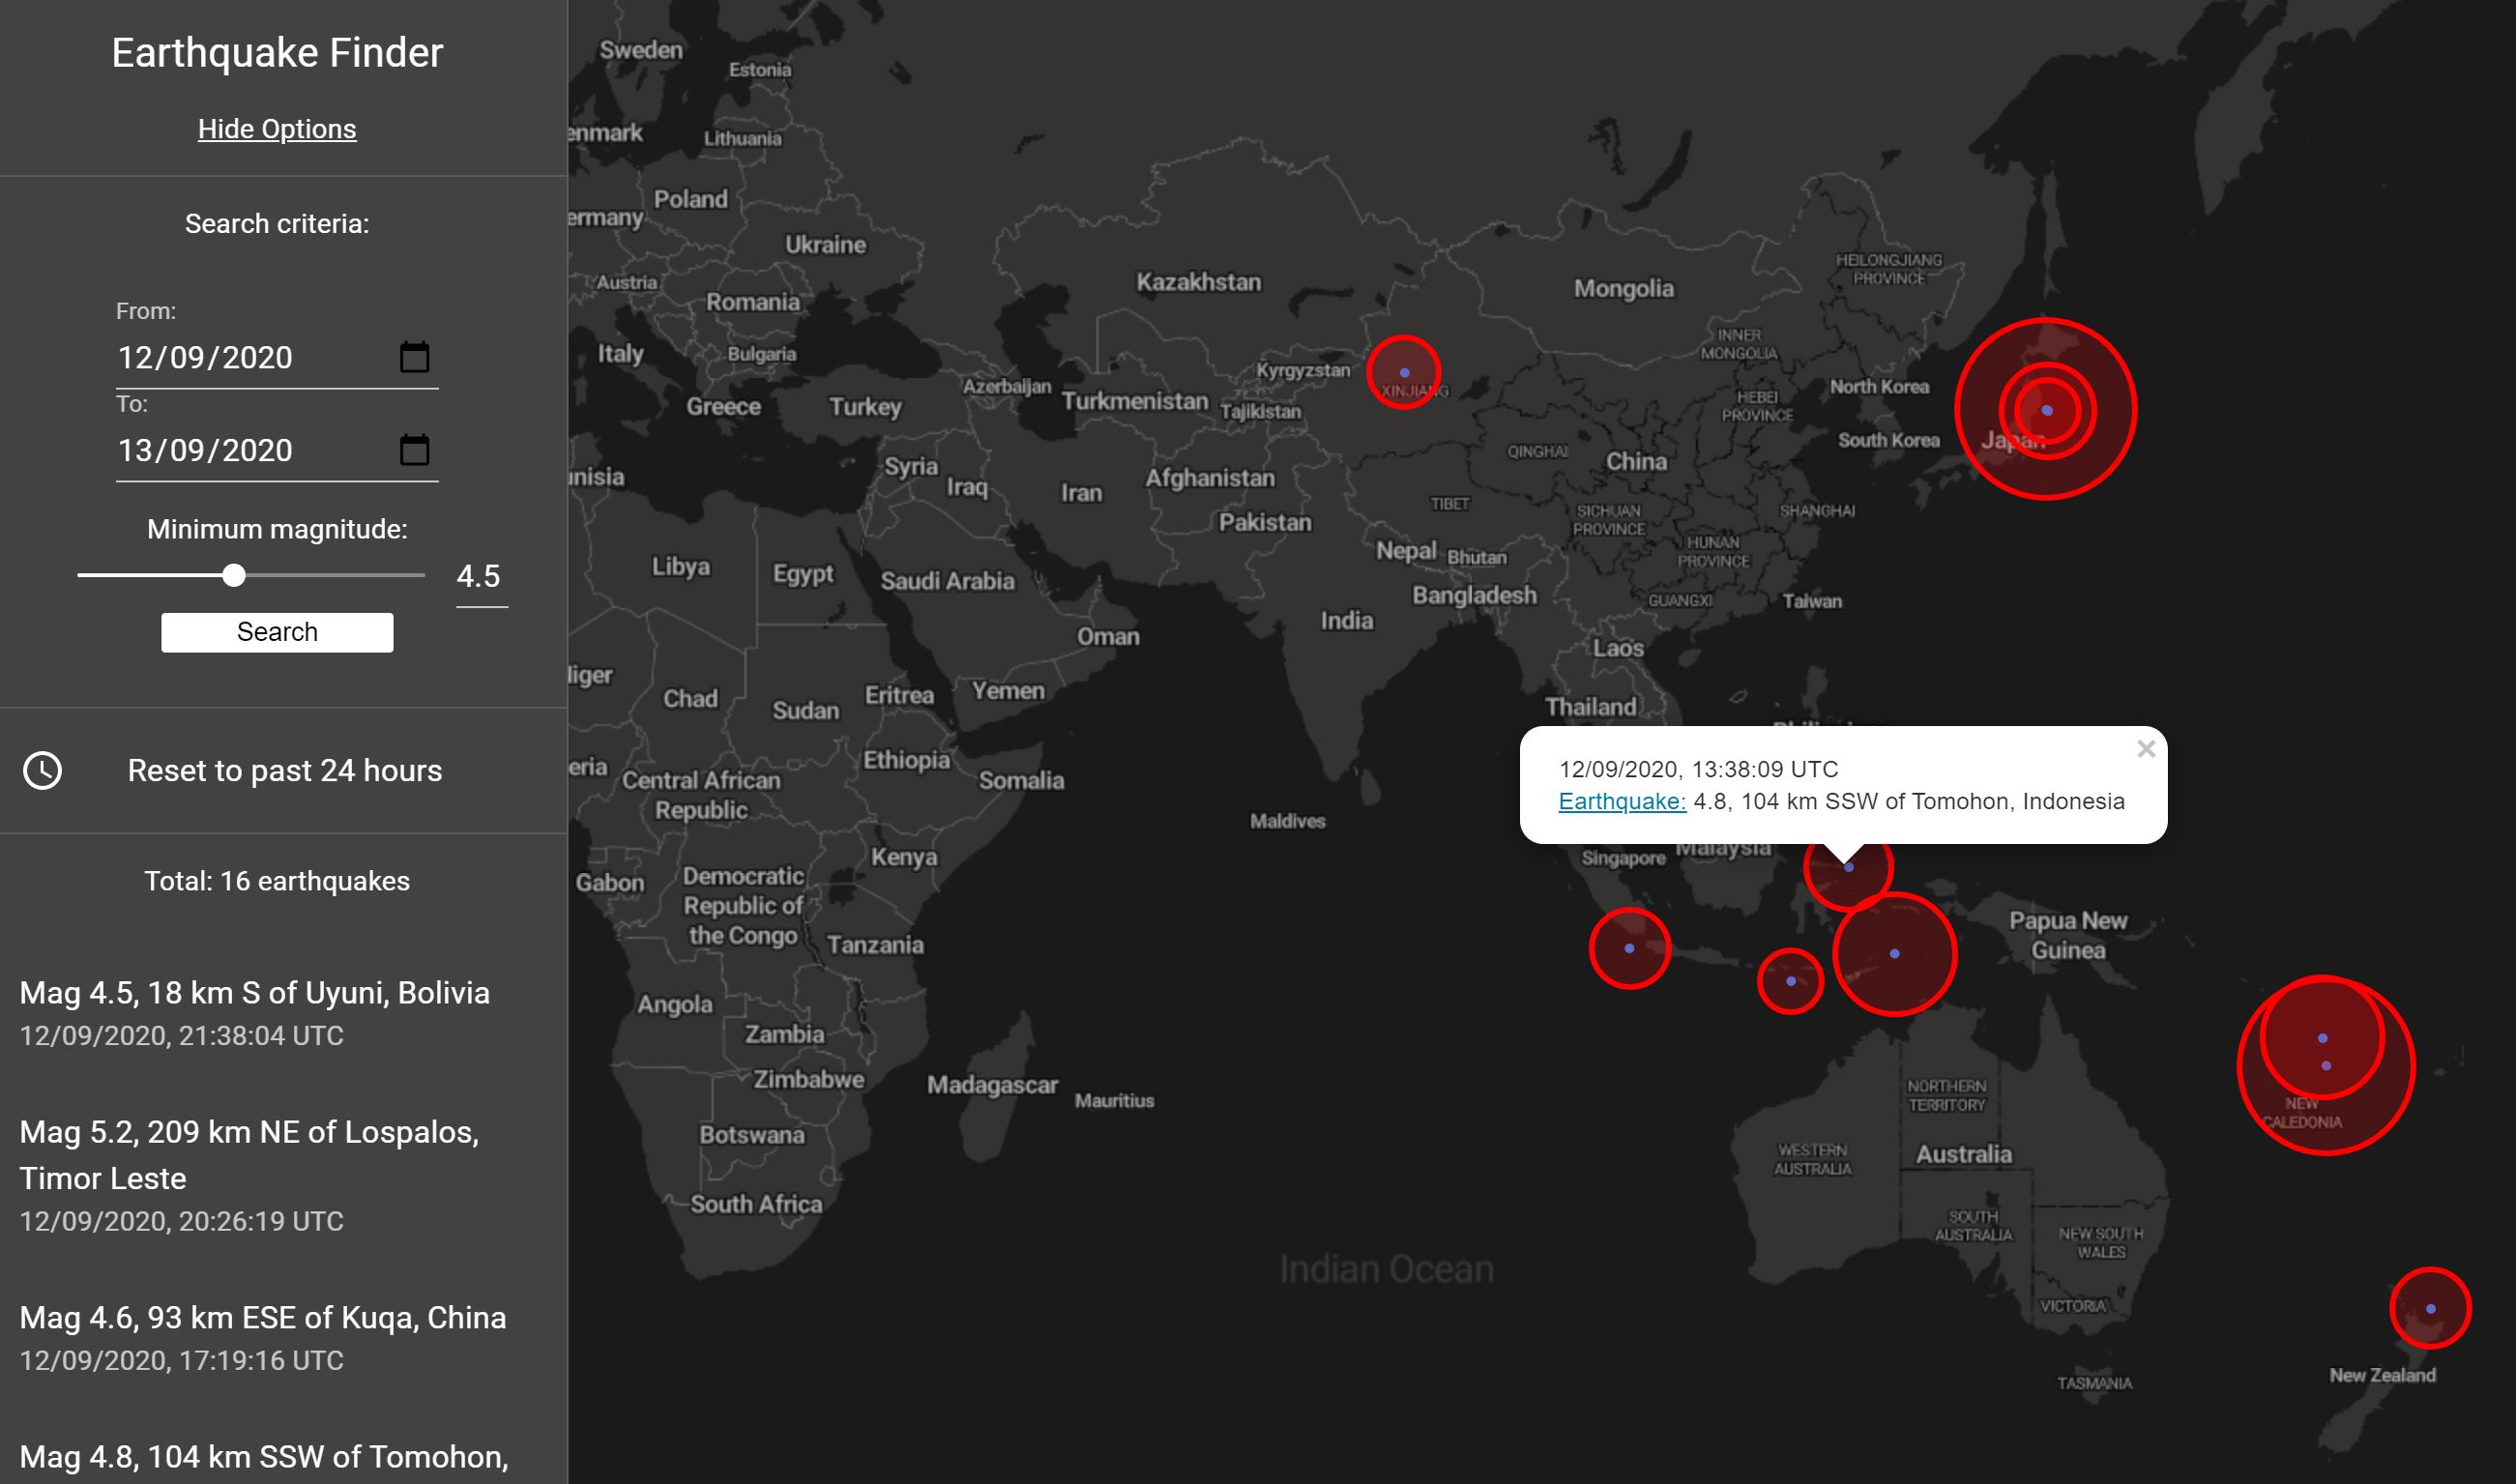 Earthquake Finder
Hide Options
Search criteria:
From:
12/09/2020
To:
13/09/2020
Minimum magnitude:
4.5
Search
Reset to past 24 hours
Total: 16 earthquakes
Mag 4.5, 18 km S of Uyuni, Bolivia
12/09/2020, 21:38:04 UTC
Mag 5.2, 209 km NE of Lospalos,
Timor Leste
12/09/2020, 20:26:19 UTC
Mag 4.6, 93 km ESE of Kuqa, China
12/09/2020, 17:19:16 UTC
Mag 4.8, 104 km SSW of Tomohon,
Sweden
Estonia
enmark
Lithuania
Poland
ermany
Ukraine
Austria
Romania
Italy
Bulgaria
Greece
Turkey
Azerbaijan
Kazakhstan
Mongolia
HEILONGJIANG
PROVINCE
INNER
MONGOLIA
Kyrgyzstan
XINJIANG
Turkmenistan
Tajikistan
HEBEI
PROVINCE
North Korea
South Korea
Japan
unisia
Syria
Iraq
Iran
Afghanistan
Pakistan
QINGHAI
China
TIBET
SICHUAN
PROVINCE
SHANGHAI
HUNAN
PROVINCE
Nepal
Bhutan
Libya
Egypt
Saudi Arabia
Bangladesh
GUANGXI
Taiwan
India
Oman
Laos
liger
Chad
Sudan
Eritrea
Yemen
Thailand
12/09/2020, 13:38:09 UTC
Earthquake: 4.8, 104 km SSW of Tomohon, Indonesia
×
eria
Central African
Republic
Ethiopia
Somalia
Maldives
Malaysia
Singapore
Kenya
Gabon
Democratic
Republic of
the Congo
Tanzania
Papua New
Guinea
Angola
Zambia
Zimbabwe
Madagascar
Mauritius
Botswana
South Africa
NORTHERN
TERRITORY
NEW
CALEDONIA
WESTERN
AUSTRALIA
Australia
SOUTH
AUSTRALIA
NEW SOUTH
WALES
Indian Ocean
VICTORIA
TASMANIA
New Zealand